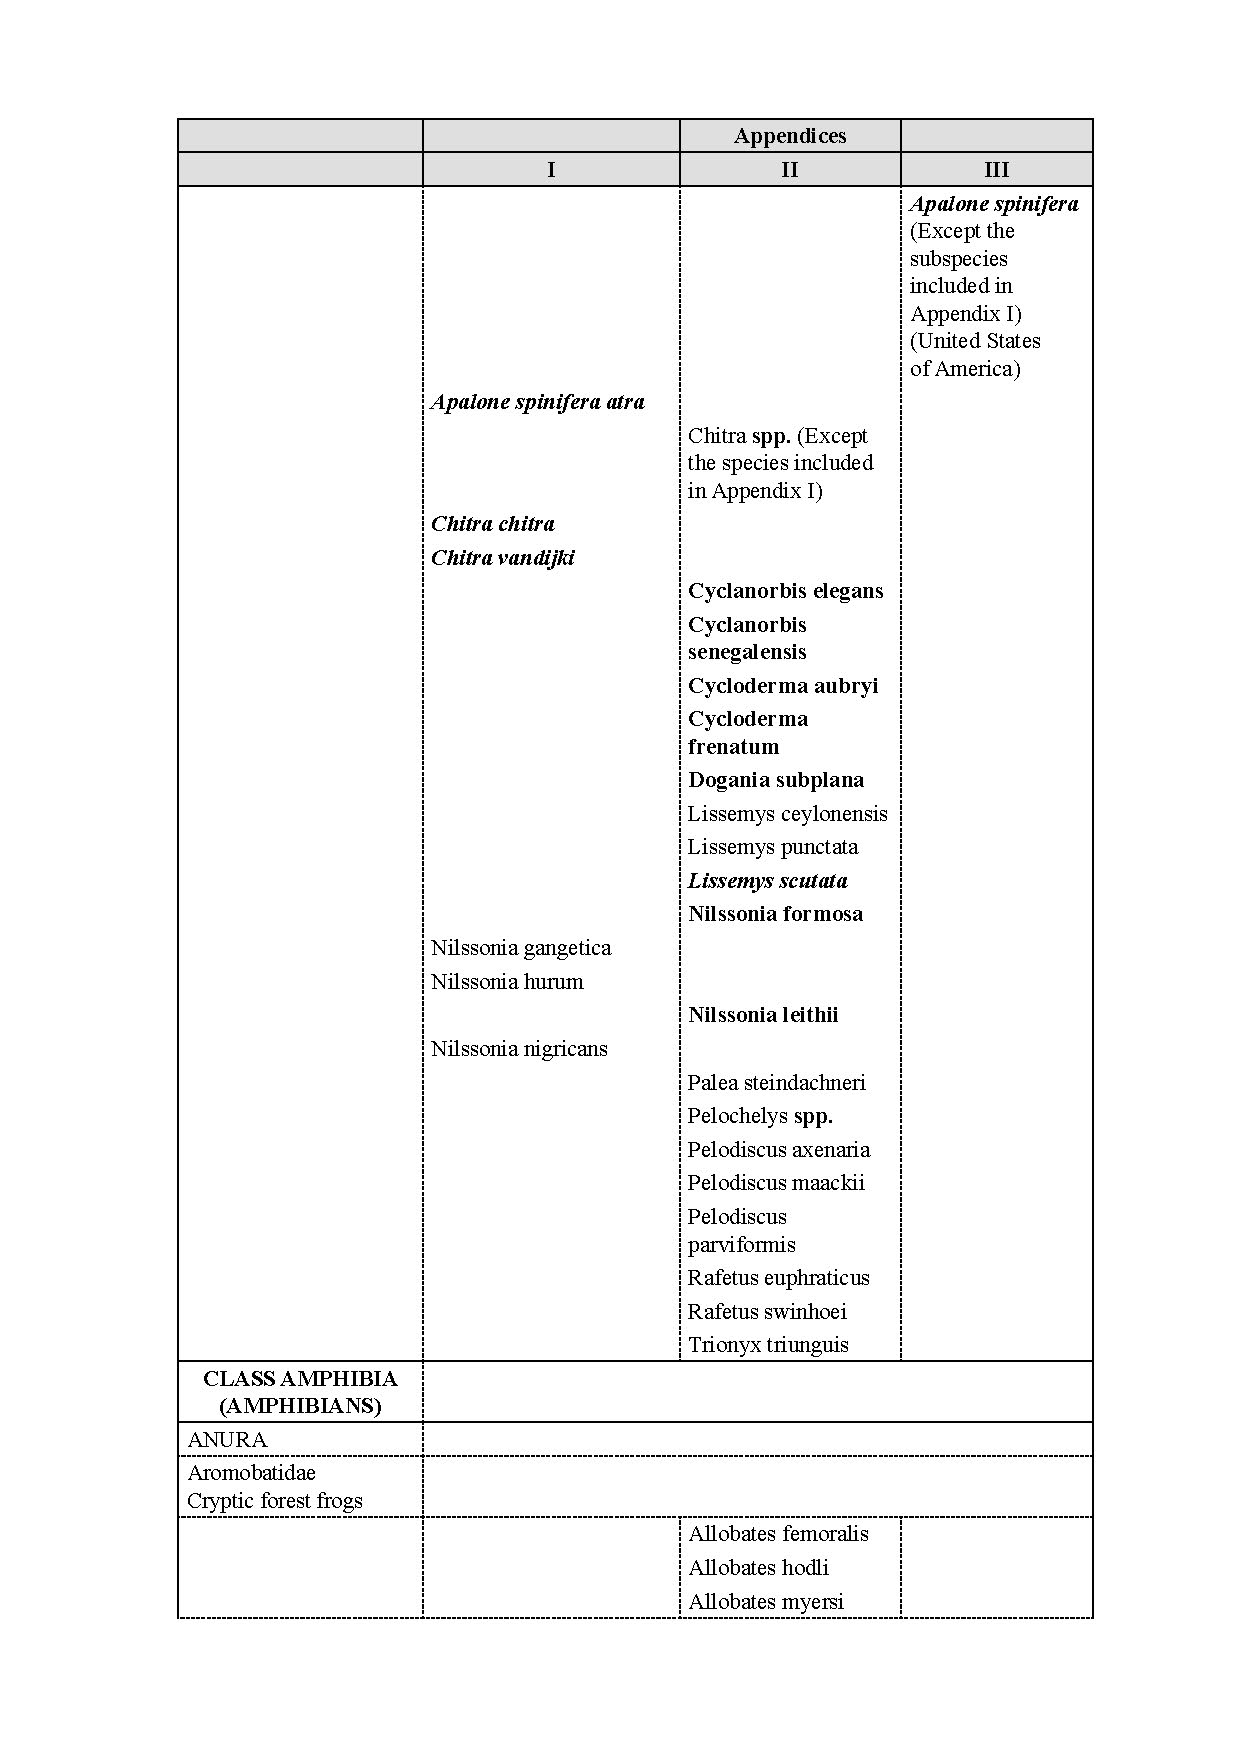 Appendices
I II III
Apalone spinifera
(Except the
subspecies
included in
Appendix I)
(United States
of America)
Apalone spinifera atra
Chitra spp. (Except
the species included
in Appendix I)
Chitra chitra
Chitra vandijki
Cyclanorbis elegans
Cyclanorbis
senegalensis
Cycloderma aubryi
Cycloderma
frenatum
Dogania subplana
Lissemys ceylonensis
Lissemys punctata
Lissemys scutata
Nilssonia formosa
Nilssonia gangetica
Nilssonia hurum
Nilssonia leithii
Nilssonia nigricans
Palea steindachneri
Pelochelys spp.
Pelodiscus axenaria
Pelodiscus maackii
Pelodiscus
parviformis
Rafetus euphraticus
Rafetus swinhoei
Trionyx triunguis
CLASS AMPHIBIA
(AMPHIBIANS)
ANURA
Aromobatidae
Cryptic forest frogs
Allobates femoralis
Allobates hodli
Allobates myersi